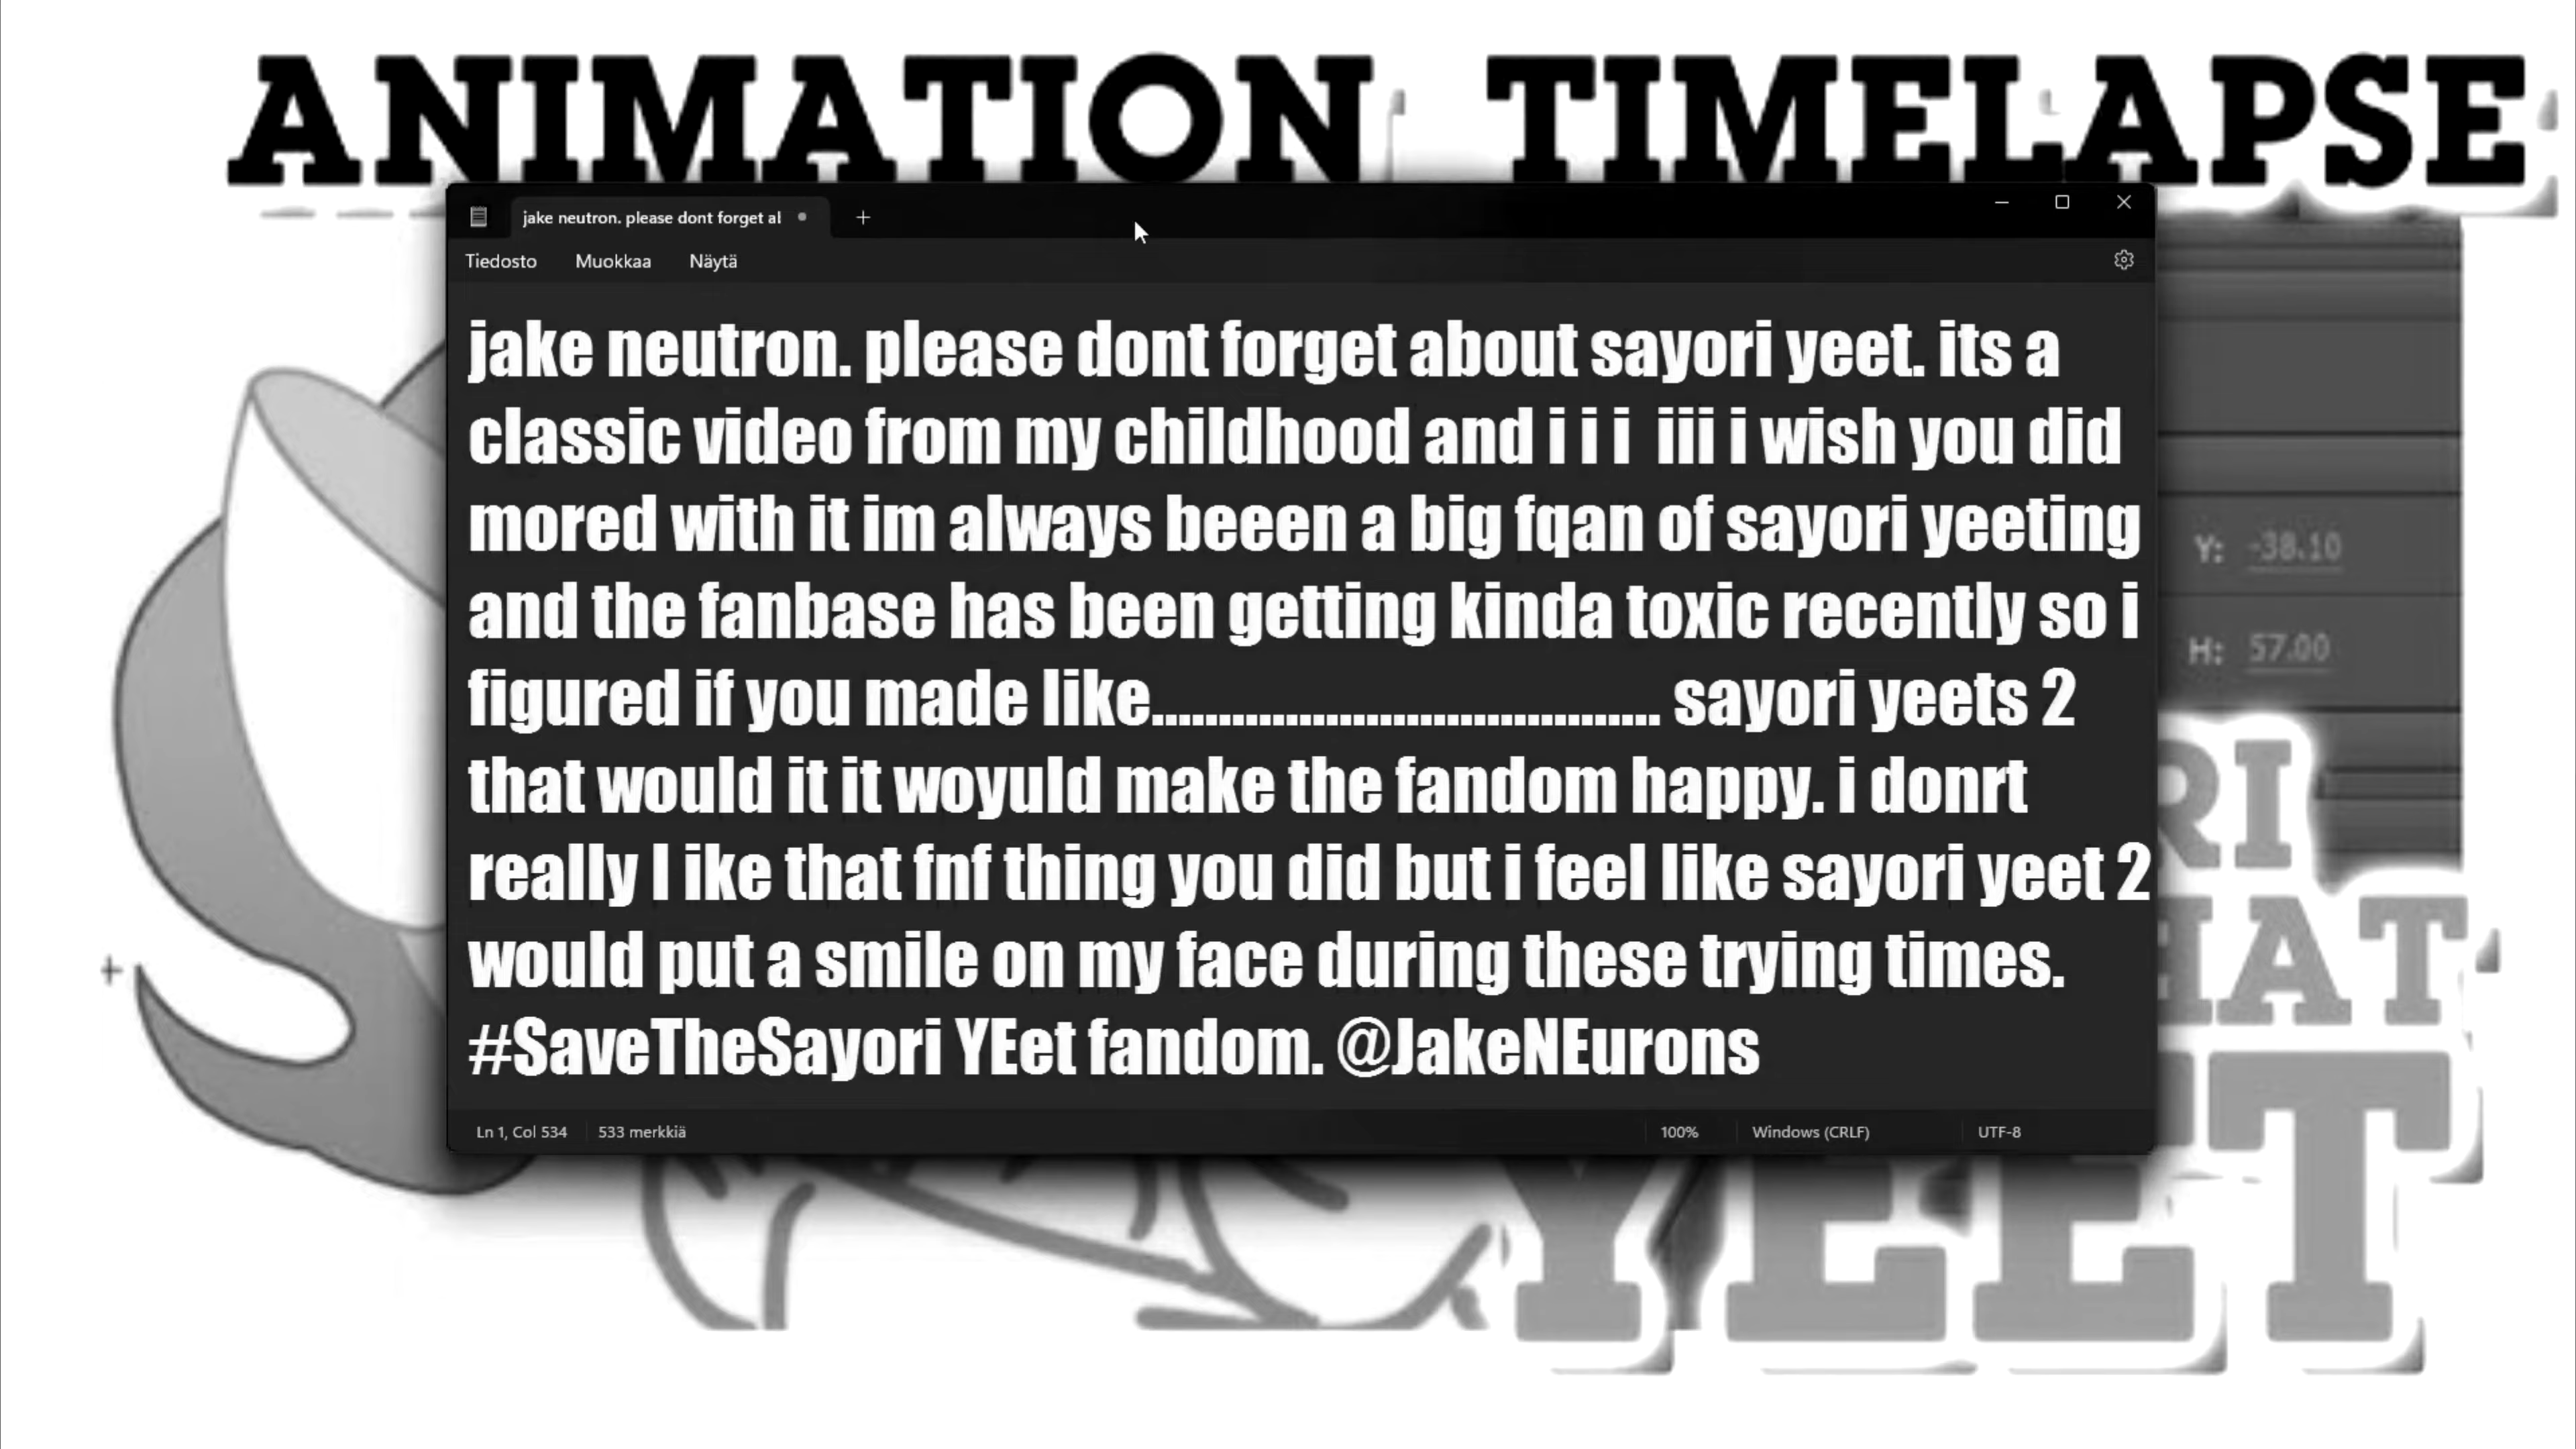 ANIMATION TIMELAPSE
jake neutron. please dont forget al
Tiedosto Muokkaa Näytä
jake neutron. please dont forget about sayori yeet. its a
classic video from my childhood and i i i  iii i wish you did
mored with it im always beeen a big fqan of sayori yeeting
and the fanbase has been getting kinda toxic recently so i
figured if you made like...................................... sayori yeets 2
that would it it woyuld make the fandom happy. i donrt
really l ike that fnf thing you did but i feel like sayori yeet 2
would put a smile on my face during these trying times.
#SaveTheSayori YEet fandom. @JakeNEurons
Y: -38.10
H: 57.00
RI
HAT
YEET
Ln 1, Col 534 533 merkkiä 100% Windows (CRLF) UTF-8